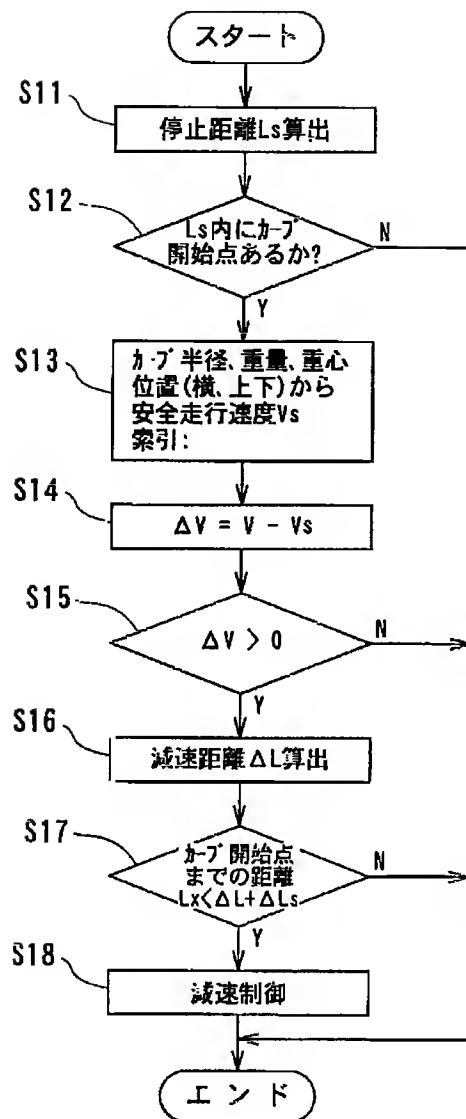 スタート
S11
停止距離Ls算出
S12
Ls内にｶｰﾌﾞ
開始点あるか?
N
Y
S13
ｶｰﾌﾞ半径、重量、重心
位置(横、上下)から
安全走行速度Vs
索引:
S14
ΔV = V - Vs
S15
ΔV > 0
N
Y
S16
減速距離ΔL算出
S17
ｶｰﾌﾞ開始点
までの距離
Lx<ΔL+ΔLs
N
Y
S18
減速制御
エンド